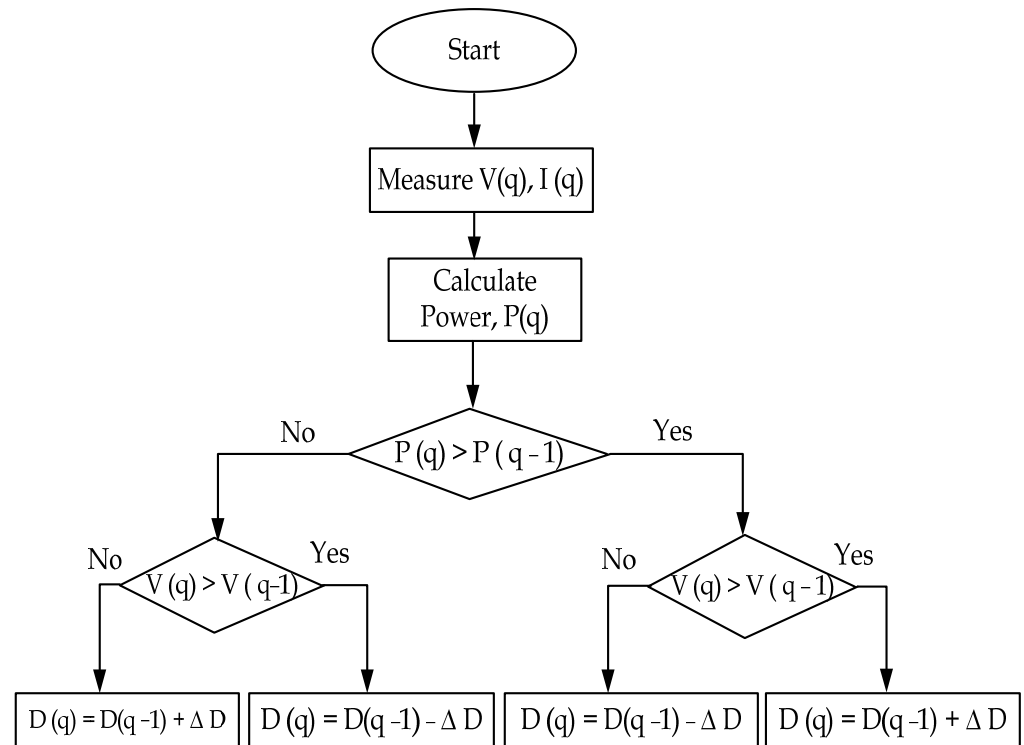 Start
Measure V(q), I (q)
Calculate
Power, P(q)
No
Yes
P (q) > P ( q - 1)
No
Yes
No
Yes
V (q) > V ( q-1)
V (q) > V ( q - 1)
D (q) = D(q -1) + Δ D
D (q) = D(q -1) - Δ D
D (q) = D(q -1) - Δ D
D (q) = D(q -1) + Δ D